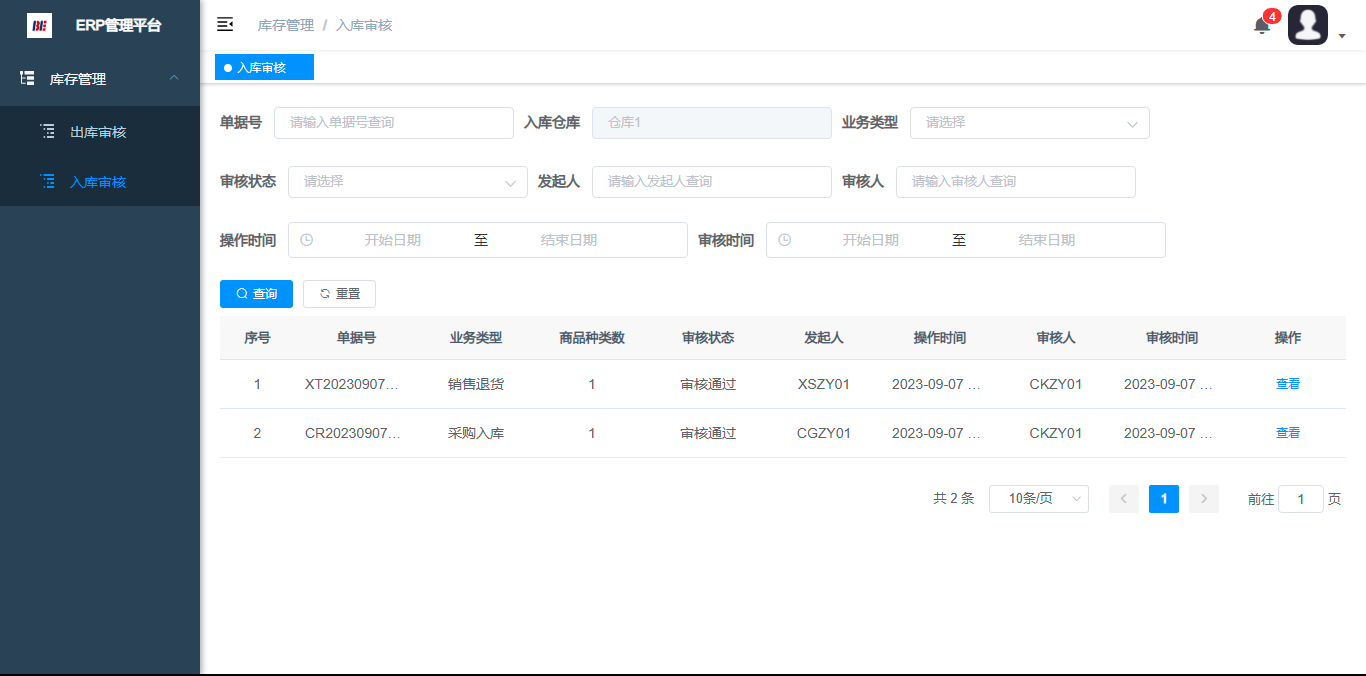 ERP管理平台
库存管理
出库审核
入库审核
库存管理 / 入库审核
4
入库审核
单据号 请输入单据号查询 入库仓库 仓库1 业务类型 请选择
审核状态 请选择 发起人 请输入发起人查询 审核人 请输入审核人查询
操作时间 开始日期 至 结束日期 审核时间 开始日期 至 结束日期
查询 重置
序号 单据号 业务类型 商品种类数 审核状态 发起人 操作时间 审核人 审核时间 操作
1 XT20230907... 销售退货 1 审核通过 XSZY01 2023-09-07 ... CKZY01 2023-09-07 ... 查看
2 CR20230907... 采购入库 1 审核通过 CGZY01 2023-09-07 ... CKZY01 2023-09-07 ... 查看
共 2 条 10条/页 1 前往 1 页